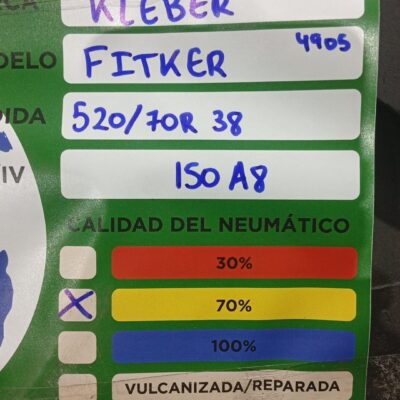 CA KLEBER
DELO FITKER 4905
DIDA 520/70R 38
IV 150 A8
CALIDAD DEL NEUMÁTICO
30%
X 70%
100%
VULCANIZADA/REPARADA